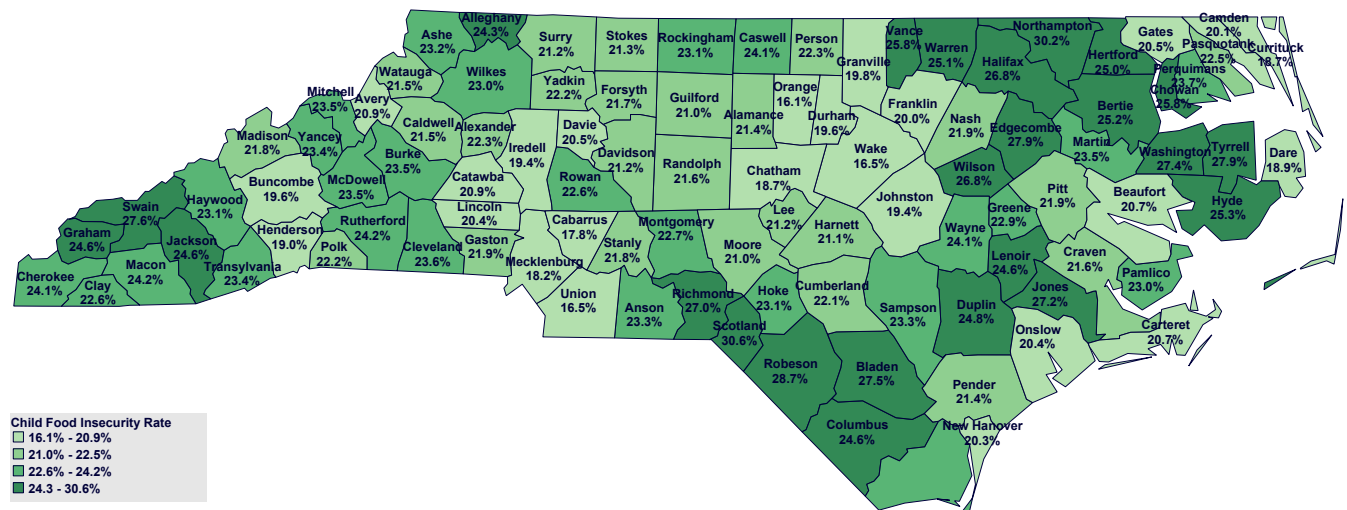 Alleghany
24.3%
Ashe
23.2%
Surry
21.2%
Stokes
21.3%
Rockingham
23.1%
Caswell
24.1%
Person
22.3%
Granville
19.8%
Vance
25.8%
Warren
25.1%
Halifax
26.8%
Northampton
30.2%
Hertford
25.0%
Gates
20.5%
Camden
20.1%
Pasquotank
22.5%
Currituck
18.7%
Perquimans
23.7%
Chowan
25.8%
Watauga
21.5%
Wilkes
23.0%
Yadkin
22.2%
Forsyth
21.7%
Guilford
21.0%
Alamance
21.4%
Orange
16.1%
Durham
19.6%
Franklin
20.0%
Nash
21.9%
Edgecombe
27.9%
Bertie
25.2%
Martin
23.5%
Washington
27.4%
Tyrrell
27.9%
Dare
18.9%
Mitchell
23.5%
Avery
20.9%
Caldwell
21.5%
Alexander
22.3%
Iredell
19.4%
Davie
20.5%
Davidson
21.2%
Randolph
21.6%
Chatham
18.7%
Wake
16.5%
Wilson
26.8%
Pitt
21.9%
Beaufort
20.7%
Hyde
25.3%
Madison
21.8%
Yancey
23.4%
Burke
23.5%
McDowell
23.5%
Catawba
20.9%
Rowan
22.6%
Johnston
19.4%
Greene
22.9%
Buncombe
19.6%
Haywood
23.1%
Swain
27.6%
Graham
24.6%
Jackson
24.6%
Henderson
19.0%
Polk
22.2%
Rutherford
24.2%
Cleveland
23.6%
Lincoln
20.4%
Gaston
21.9%
Cabarrus
17.8%
Mecklenburg
18.2%
Stanly
21.8%
Montgomery
22.7%
Moore
21.0%
Lee
21.2%
Harnett
21.1%
Wayne
24.1%
Lenoir
24.6%
Craven
21.6%
Pamlico
23.0%
Cherokee
24.1%
Clay
22.6%
Macon
24.2%
Transylvania
23.4%
Union
16.5%
Anson
23.3%
Richmond
27.0%
Scotland
30.6%
Hoke
23.1%
Cumberland
22.1%
Sampson
23.3%
Duplin
24.8%
Jones
27.2%
Onslow
20.4%
Carteret
20.7%
Robeson
28.7%
Bladen
27.5%
Pender
21.4%
Columbus
24.6%
New Hanover
20.3%
Child Food Insecurity Rate
16.1% - 20.9%
21.0% - 22.5%
22.6% - 24.2%
24.3 - 30.6%